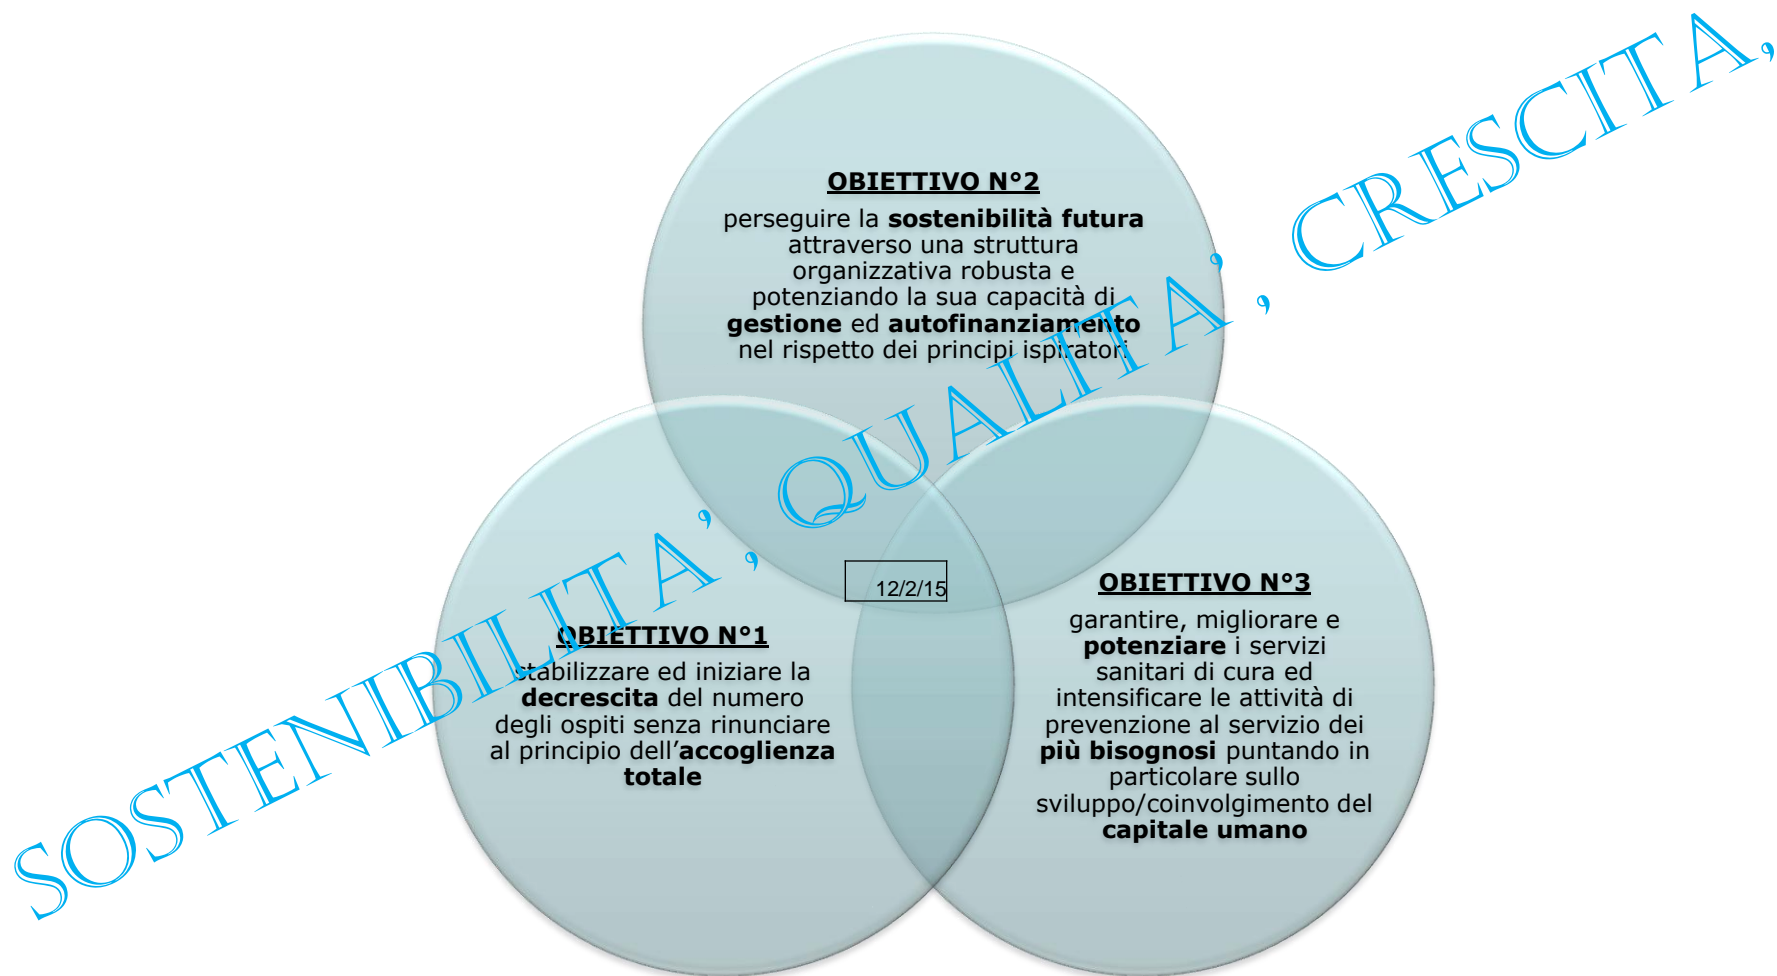 OBIETTIVO N°2
perseguire la sostenibilità futura
attraverso una struttura
organizzativa robusta e
potenziando la sua capacità di
gestione ed autofinanziamento
nel rispetto dei principi ispiratori
OBIETTIVO N°1
stabilizzare ed iniziare la
decrescita del numero
degli ospiti senza rinunciare
al principio dell’accoglienza
totale
OBIETTIVO N°3
garantire, migliorare e
potenziare i servizi
sanitari di cura ed
intensificare le attività di
prevenzione al servizio dei
più bisognosi puntando in
particolare sullo
sviluppo/coinvolgimento del
capitale umano
12/2/15
SOSTENIBILITA’, QUALITA’, CRESCITA,